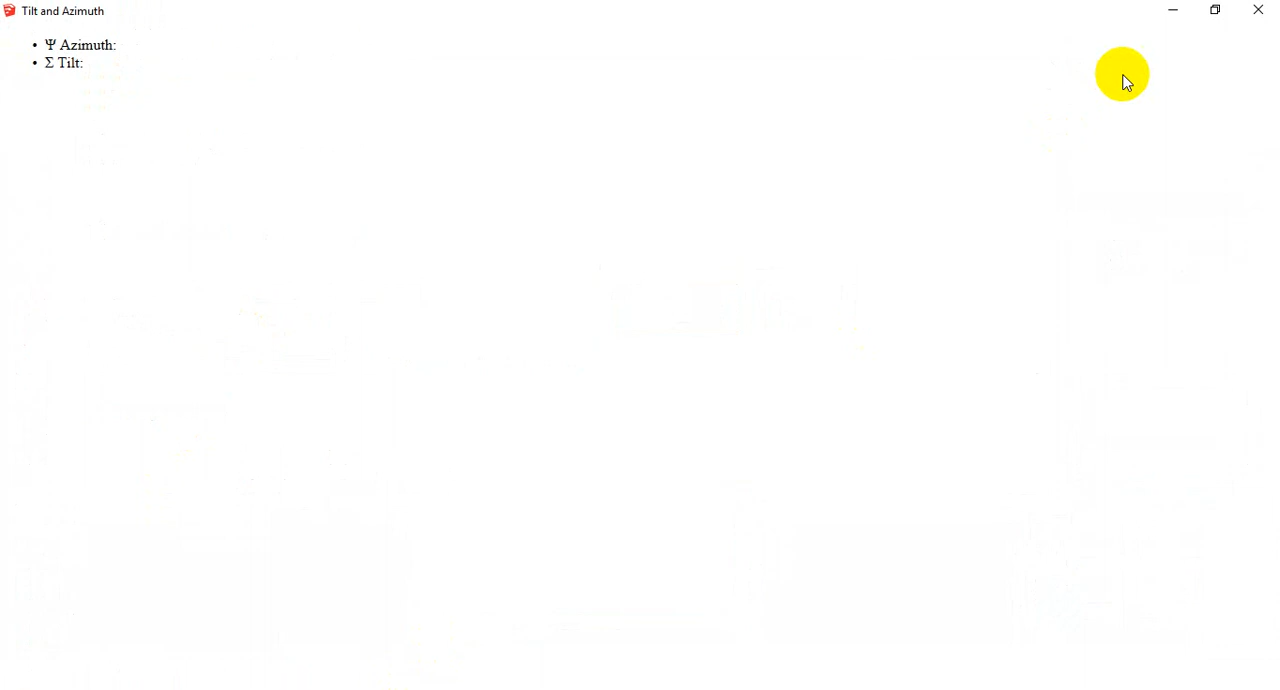 Tilt and Azimuth
• Ψ Azimuth:
• Σ Tilt: